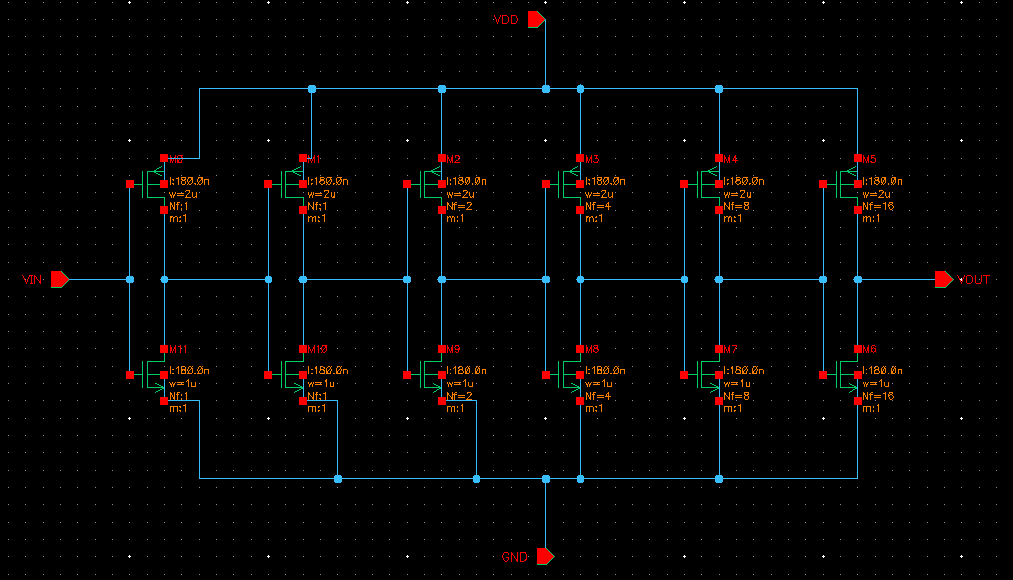 VDD
M0
l:180.0n
w=2u
Nf:1
m:1
M1
l:180.0n
w=2u
Nf:1
m:1
M2
l:180.0n
w=2u
Nf=2
m:1
M3
l:180.0n
w=2u
Nf=4
m:1
M4
l:180.0n
w=2u
Nf=8
m:1
M5
l:180.0n
w=2u
Nf=16
m:1
VIN
VOUT
M11
l:180.0n
w=1u
Nf:1
m:1
M10
l:180.0n
w=1u
Nf:1
m:1
M9
l:180.0n
w=1u
Nf=2
m:1
M8
l:180.0n
w=1u
Nf=4
m:1
M7
l:180.0n
w=1u
Nf=8
m:1
M6
l:180.0n
w=1u
Nf=16
m:1
GND